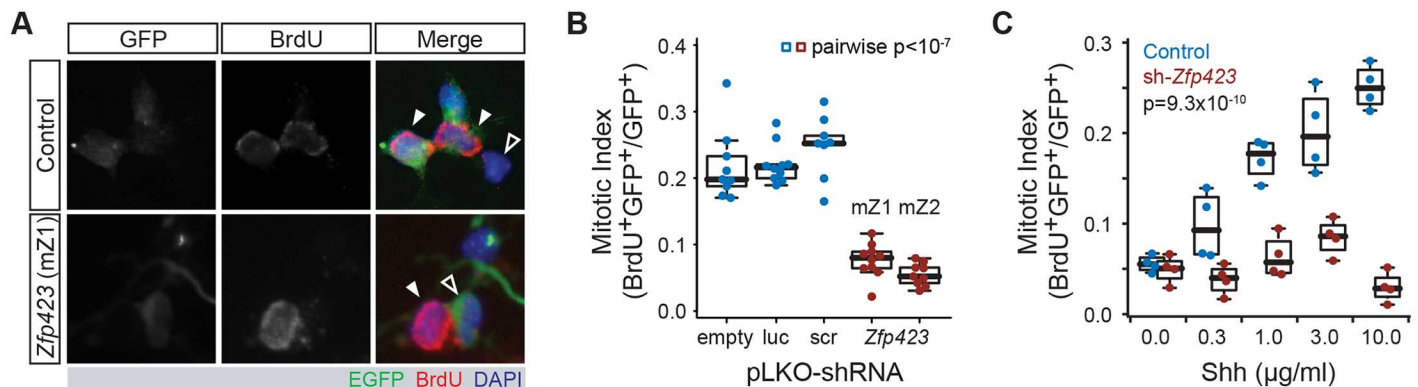 A
GFP
BrdU
Merge
Control
Zfp423 (mZ1)
EGFP BrdU DAPI
B
Mitotic Index
(BrdU⁺GFP⁺/GFP⁺)
0.4
0.3
0.2
0.1
0.0
pairwise p<10⁻⁷
mZ1 mZ2
empty luc scr Zfp423
pLKO-shRNA
C
Mitotic Index
(BrdU⁺GFP⁺/GFP⁺)
0.3
0.2
0.1
0.0
Control
sh-Zfp423
p=9.3x10⁻¹⁰
0.0 0.3 1.0 3.0 10.0
Shh (µg/ml)